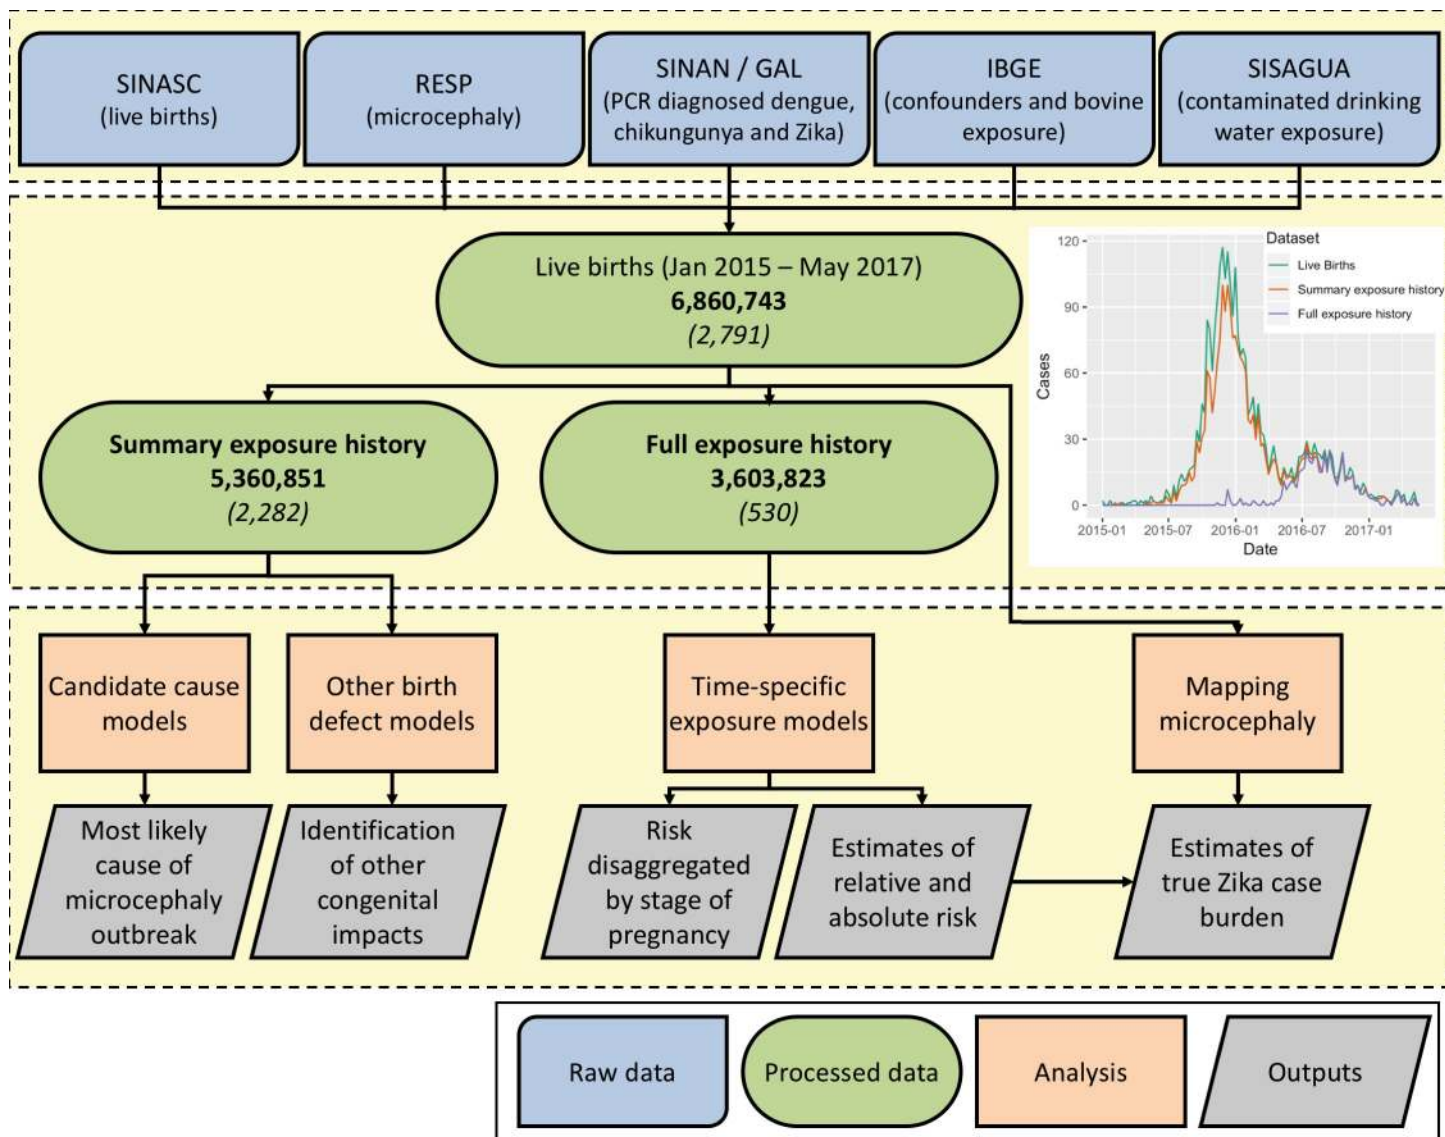 SINASC
(live births)
RESP
(microcephaly)
SINAN / GAL
(PCR diagnosed dengue,
chikungunya and Zika)
IBGE
(confounders and bovine
exposure)
SISAGUA
(contaminated drinking
water exposure)
Live births (Jan 2015 – May 2017)
6,860,743
(2,791)
Summary exposure history
5,360,851
(2,282)
Full exposure history
3,603,823
(530)
Dataset
Live Births
Summary exposure history
Full exposure history
120
90
60
30
0
Cases
2015-01
2015-07
2016-01
2016-07
2017-01
Date
Candidate cause
models
Other birth
defect models
Time-specific
exposure models
Mapping
microcephaly
Most likely
cause of
microcephaly
outbreak
Identification
of other
congenital
impacts
Risk
disaggregated
by stage of
pregnancy
Estimates of
relative and
absolute risk
Estimates of
true Zika case
burden
Raw data
Processed data
Analysis
Outputs